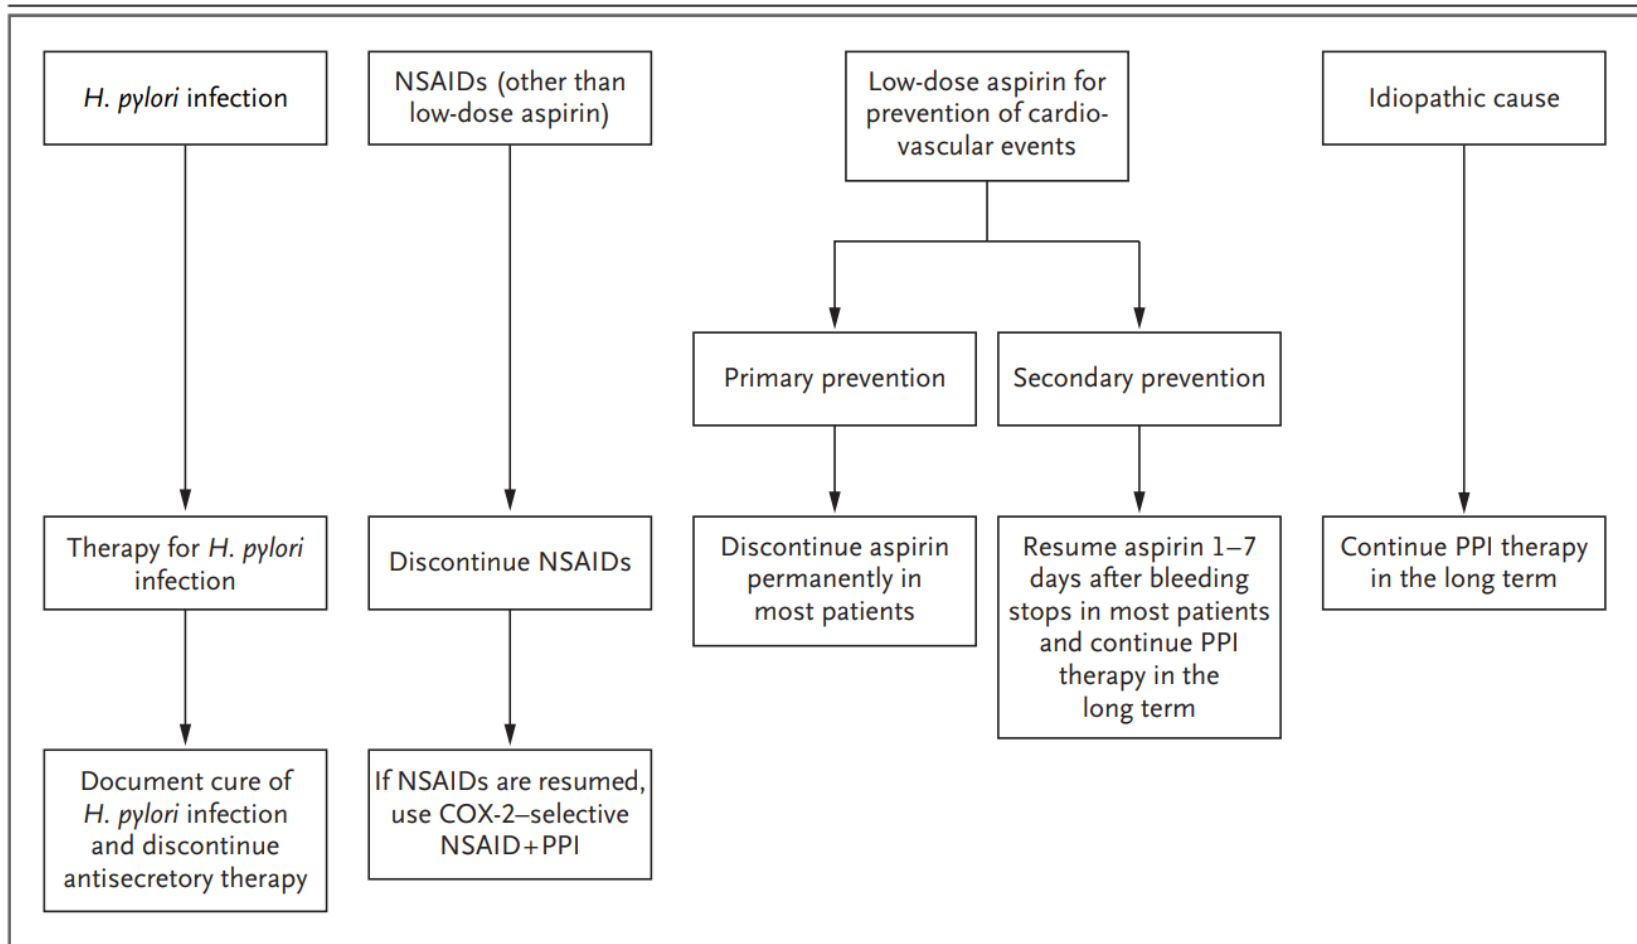 H. pylori infection
NSAIDs (other than
low-dose aspirin)
Low-dose aspirin for
prevention of cardio-
vascular events
Idiopathic cause
Primary prevention
Secondary prevention
Therapy for H. pylori
infection
Discontinue NSAIDs
Discontinue aspirin
permanently in
most patients
Resume aspirin 1–7
days after bleeding
stops in most patients
and continue PPI
therapy in the
long term
Continue PPI therapy
in the long term
Document cure of
H. pylori infection
and discontinue
antisecretory therapy
If NSAIDs are resumed,
use COX-2–selective
NSAID+PPI